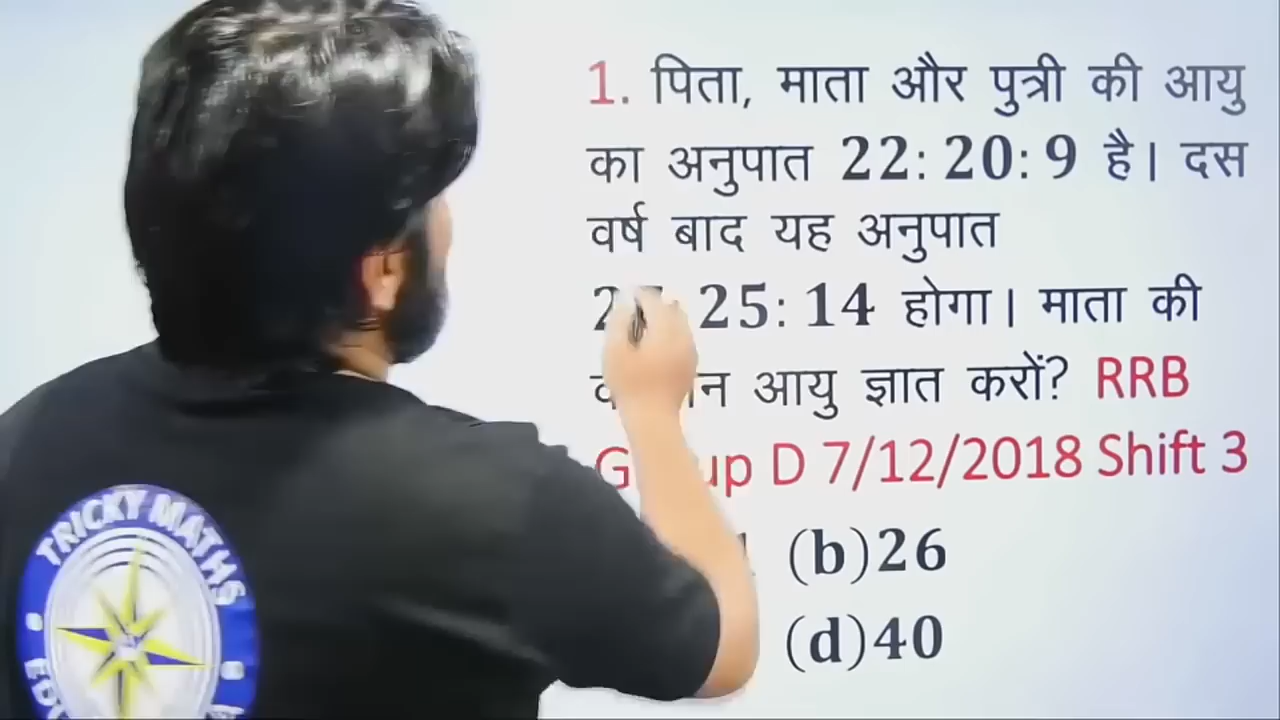 1. पिता, माता और पुत्री की आयु
का अनुपात 22: 20: 9 है। दस
वर्ष बाद यह अनुपात
25: 14 होगा। माता की
आयु ज्ञात करों? RRB
D 7/12/2018 Shift 3
(b)26
(d)40
TRICKY MATHS